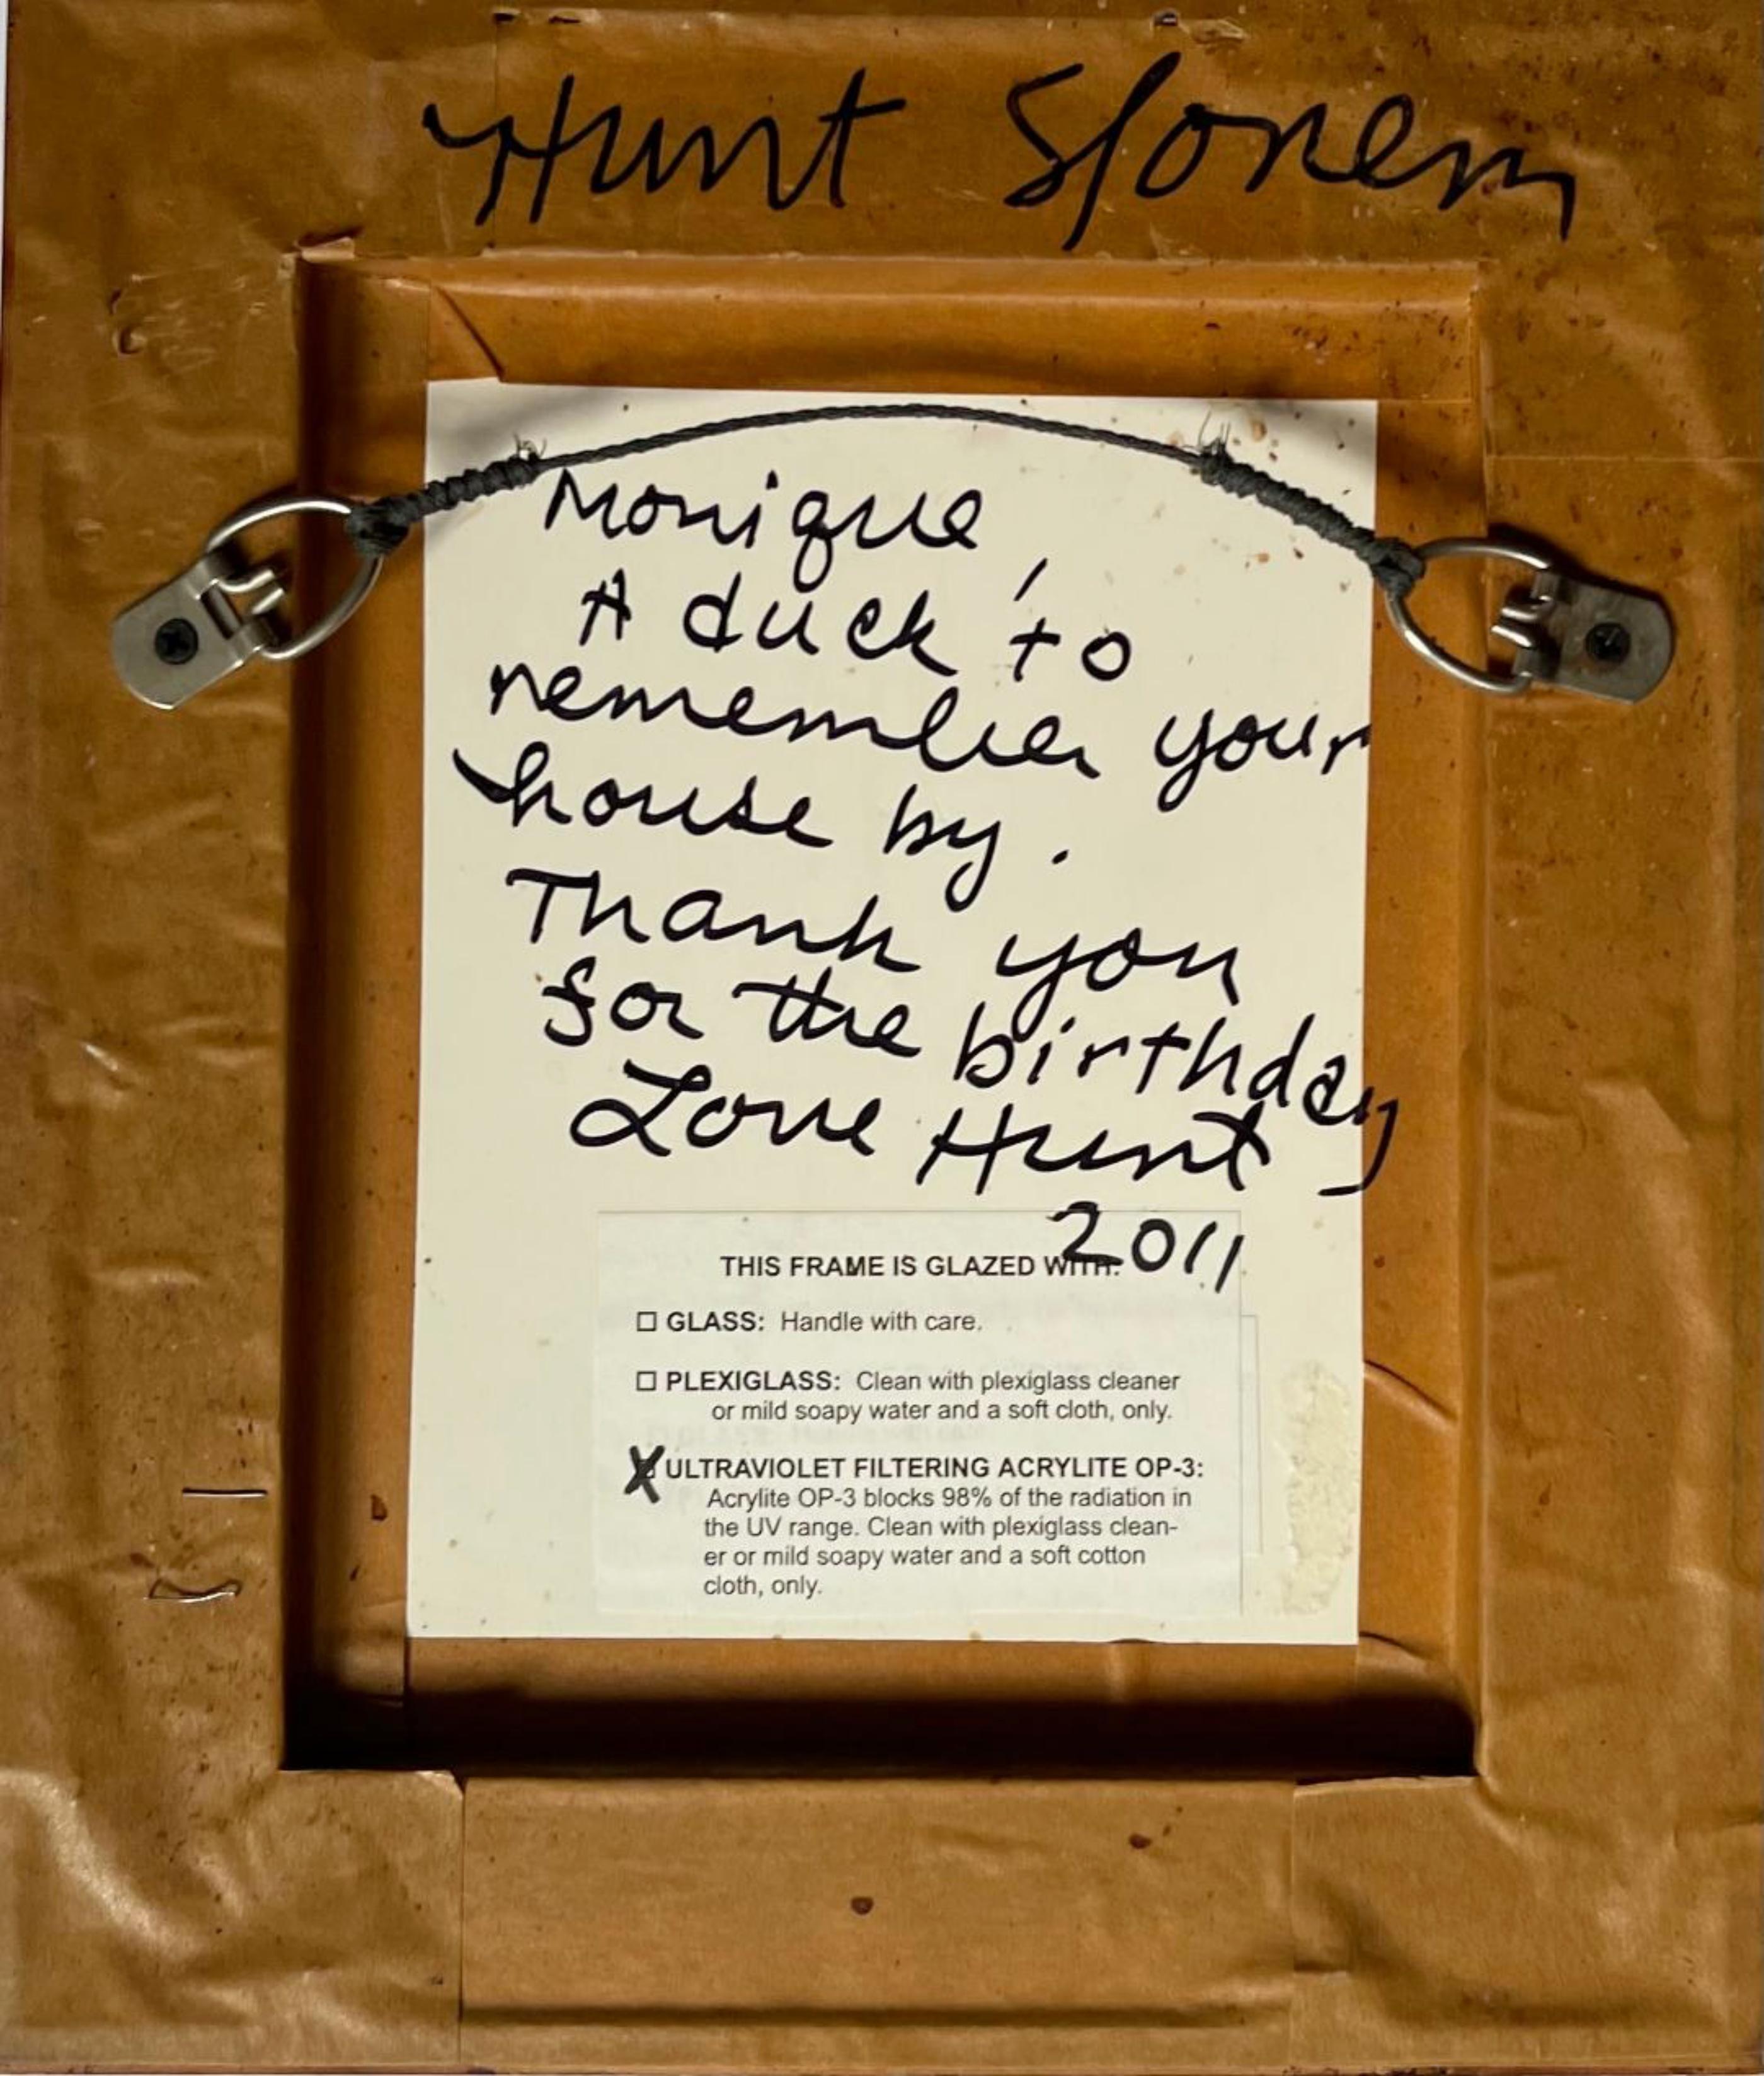 Hunt Slonem
Monique,
A duck to
remember your
house by.
Thank you
for the birthday
Love Hunt
2011
THIS FRAME IS GLAZED WITH:
☐ GLASS: Handle with care.
☐ PLEXIGLASS: Clean with plexiglass cleaner
or mild soapy water and a soft cloth, only.
☒ ULTRAVIOLET FILTERING ACRYLITE OP-3:
Acrylite OP-3 blocks 98% of the radiation in
the UV range. Clean with plexiglass clean-
er or mild soapy water and a soft cotton
cloth, only.